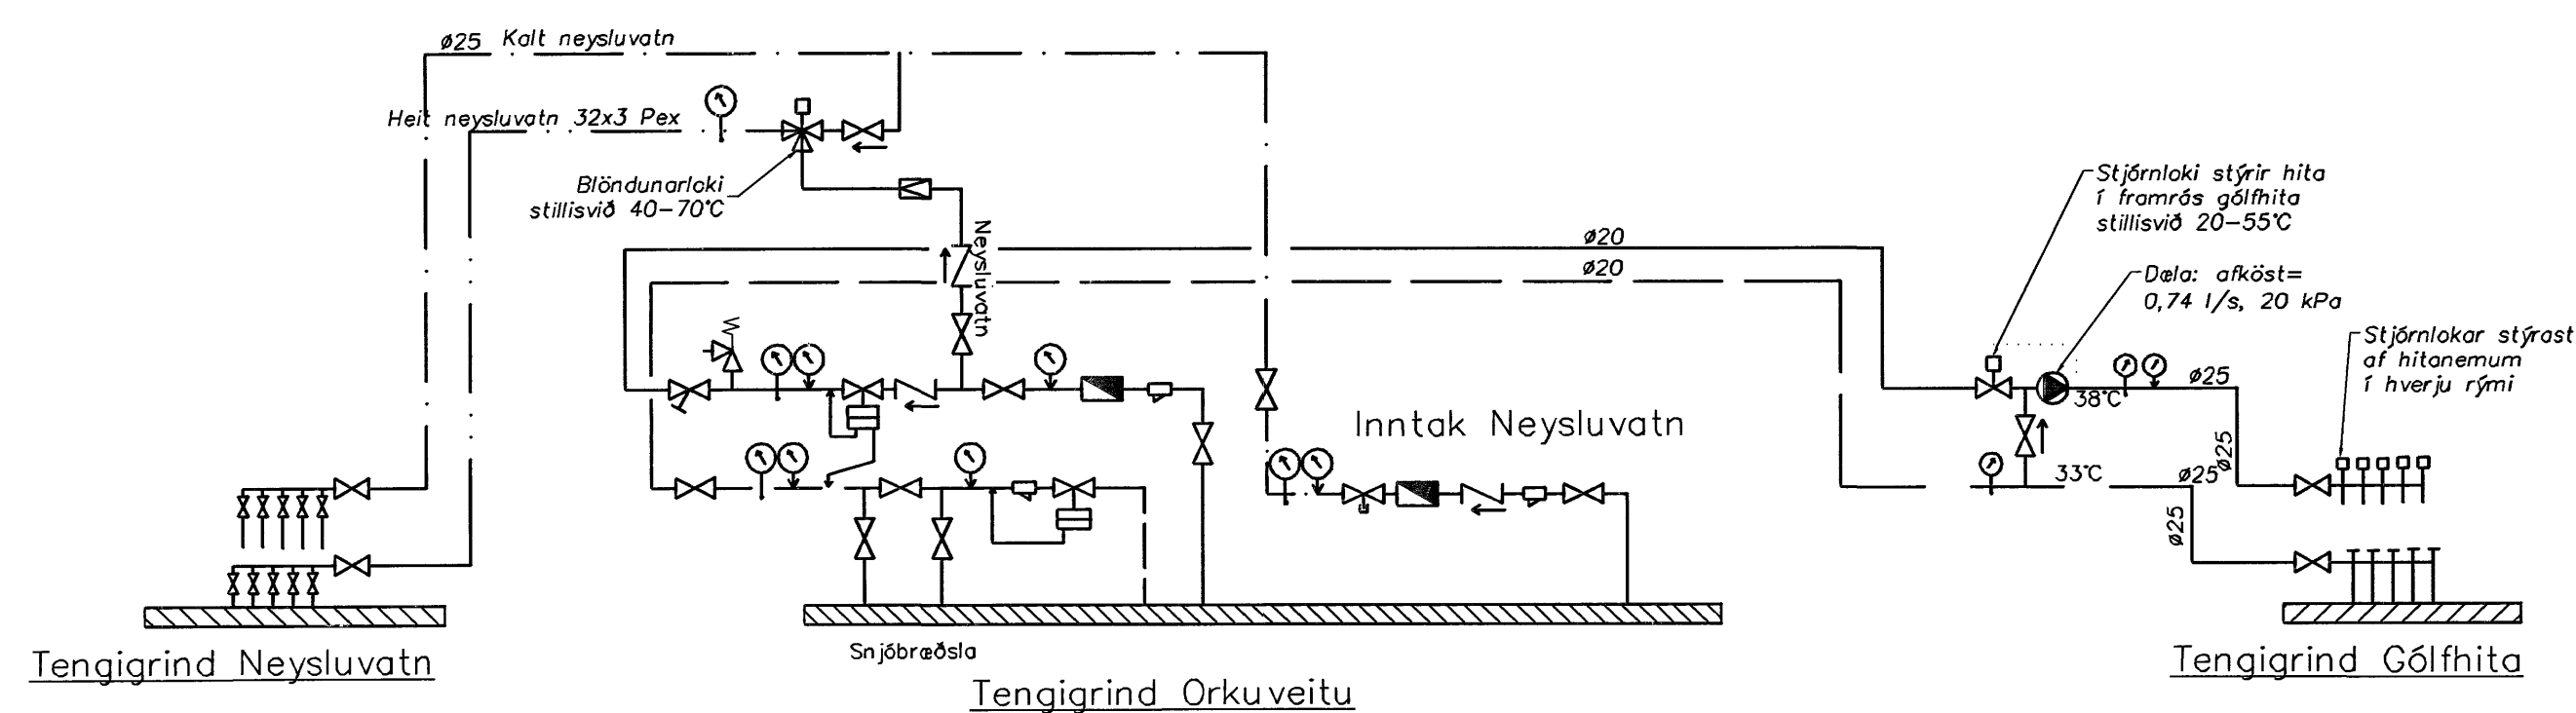 ø25 Kalt neysluvatn
Heit neysluvatn 32x3 Pex
Blöndunarloki
stillisvið 40-70°C
Neysluvatn
ø20
ø20
Stjórnloki stýrir hita
í framrás gólfhita
stillisvið 20-55°C
Dæla: afköst=
0,74 l/s, 20 kPa
Stjórnlokar stýrast
af hitanemum
í hverju rými
ø25
38°C
Inntak Neysluvatn
ø25
33°C
ø25
ø25
Snjóbræðsla
Tengigrind Neysluvatn
Tengigrind Orkuveitu
Tengigrind Gólfhita